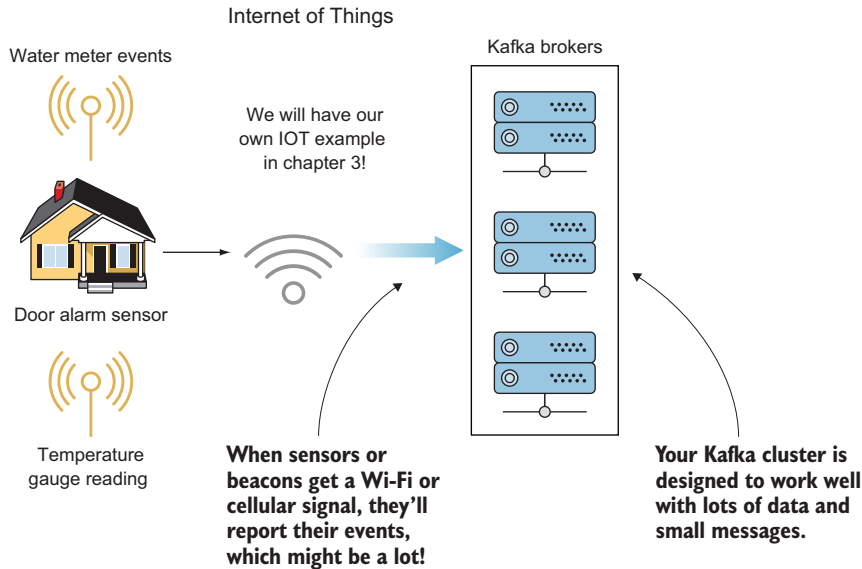 Internet of Things
Water meter events
Kafka brokers
We will have our
own IOT example
in chapter 3!
Door alarm sensor
Temperature
gauge reading
When sensors or
beacons get a Wi-Fi or
cellular signal, they’ll
report their events,
which might be a lot!
Your Kafka cluster is
designed to work well
with lots of data and
small messages.